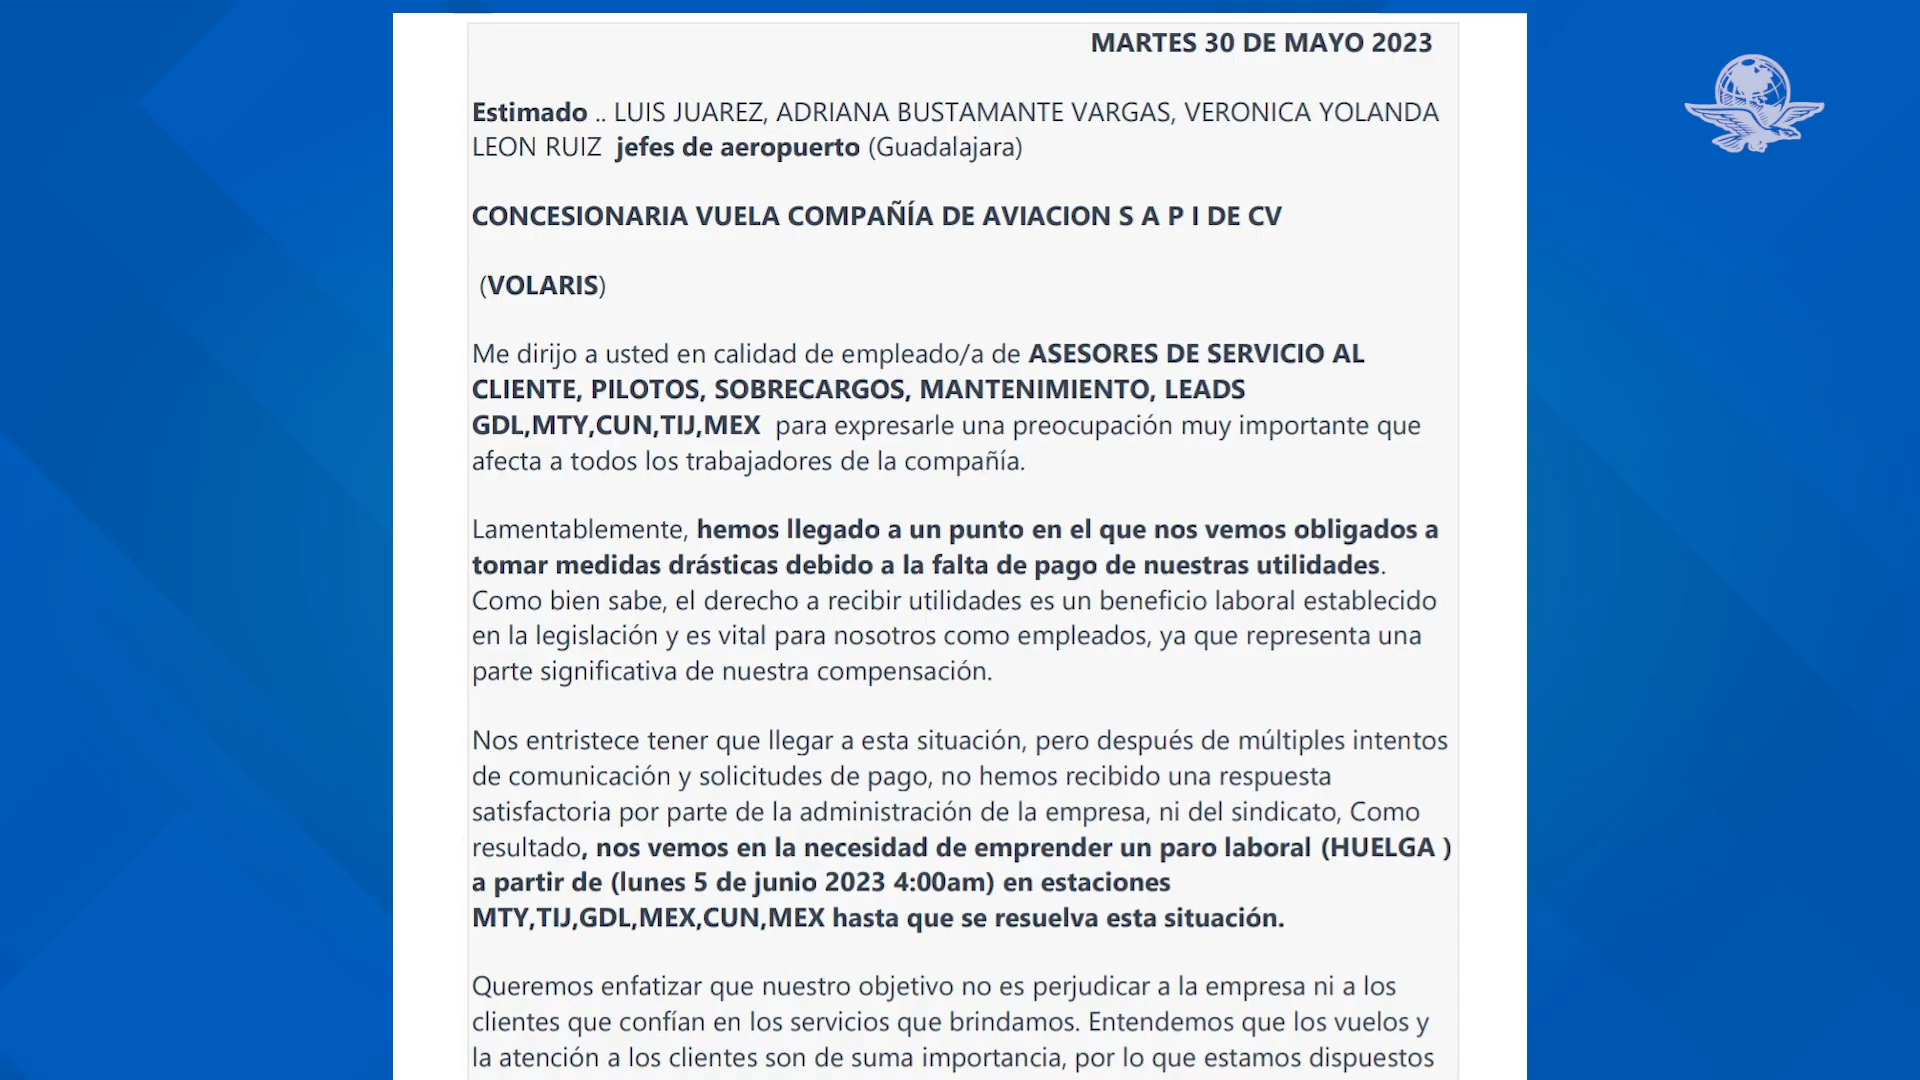 MARTES 30 DE MAYO 2023
Estimado .. LUIS JUAREZ, ADRIANA BUSTAMANTE VARGAS, VERONICA YOLANDA
LEON RUIZ jefes de aeropuerto (Guadalajara)
CONCESIONARIA VUELA COMPAÑÍA DE AVIACION S A P I DE CV
(VOLARIS)
Me dirijo a usted en calidad de empleado/a de ASESORES DE SERVICIO AL
CLIENTE, PILOTOS, SOBRECARGOS, MANTENIMIENTO, LEADS
GDL,MTY,CUN,TIJ,MEX para expresarle una preocupación muy importante que
afecta a todos los trabajadores de la compañía.
Lamentablemente, hemos llegado a un punto en el que nos vemos obligados a
tomar medidas drásticas debido a la falta de pago de nuestras utilidades.
Como bien sabe, el derecho a recibir utilidades es un beneficio laboral establecido
en la legislación y es vital para nosotros como empleados, ya que representa una
parte significativa de nuestra compensación.
Nos entristece tener que llegar a esta situación, pero después de múltiples intentos
de comunicación y solicitudes de pago, no hemos recibido una respuesta
satisfactoria por parte de la administración de la empresa, ni del sindicato, Como
resultado, nos vemos en la necesidad de emprender un paro laboral (HUELGA )
a partir de (lunes 5 de junio 2023 4:00am) en estaciones
MTY,TIJ,GDL,MEX,CUN,MEX hasta que se resuelva esta situación.
Queremos enfatizar que nuestro objetivo no es perjudicar a la empresa ni a los
clientes que confían en los servicios que brindamos. Entendemos que los vuelos y
la atención a los clientes son de suma importancia, por lo que estamos dispuestos